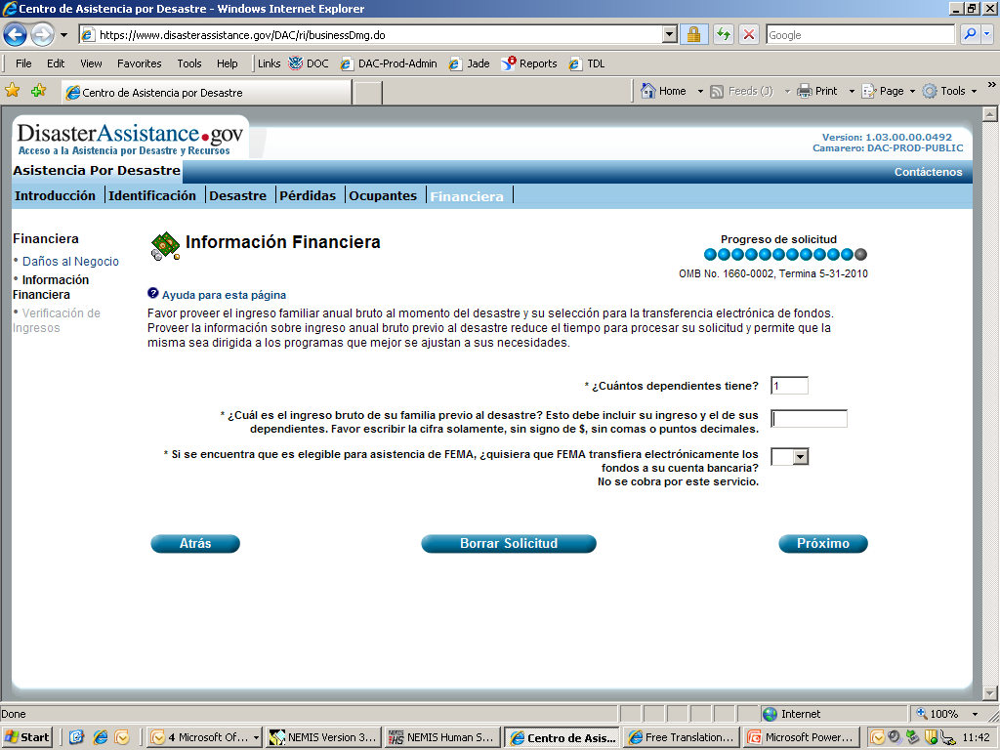 Centro de Asistencia por Desastre - Windows Internet Explorer
https://www.disasterassistance.gov/DAC/ri/businessDmg.do
Google
File Edit View Favorites Tools Help Links DOC DAC-Prod-Admin Jade Reports TDL
Centro de Asistencia por Desastre
Home Feeds (J) Print Page Tools »
DisasterAssistance.gov
Acceso a la Asistencia por Desastre y Recursos
Version: 1.03.00.00.0492
Camarero: DAC-PROD-PUBLIC
Asistencia Por Desastre
Contáctenos
Introducción Identificación Desastre Pérdidas Ocupantes Financiera
Financiera
• Daños al Negocio
• Información
Financiera
• Verificación de
Ingresos
Información Financiera
Progreso de solicitud
OMB No. 1660-0002, Termina 5-31-2010
? Ayuda para esta página
Favor proveer el ingreso familiar anual bruto al momento del desastre y su selección para la transferencia electrónica de fondos.
Proveer la información sobre ingreso anual bruto previo al desastre reduce el tiempo para procesar su solicitud y permite que la
misma sea dirigida a los programas que mejor se ajustan a sus necesidades.
* ¿Cuántos dependientes tiene? 1
* ¿Cuál es el ingreso bruto de su familia previo al desastre? Esto debe incluir su ingreso y el de sus
dependientes. Favor escribir la cifra solamente, sin signo de $, sin comas o puntos decimales.
* Si se encuentra que es elegible para asistencia de FEMA, ¿quisiera que FEMA transfiera electrónicamente los
fondos a su cuenta bancaria?
No se cobra por este servicio.
Atrás Borrar Solicitud Próximo
Done
Internet
100%
Start 4 Microsoft Of... NEMIS Version 3... NEMIS Human S... Centro de Asis... Free Translation... Microsoft Power... 11:42